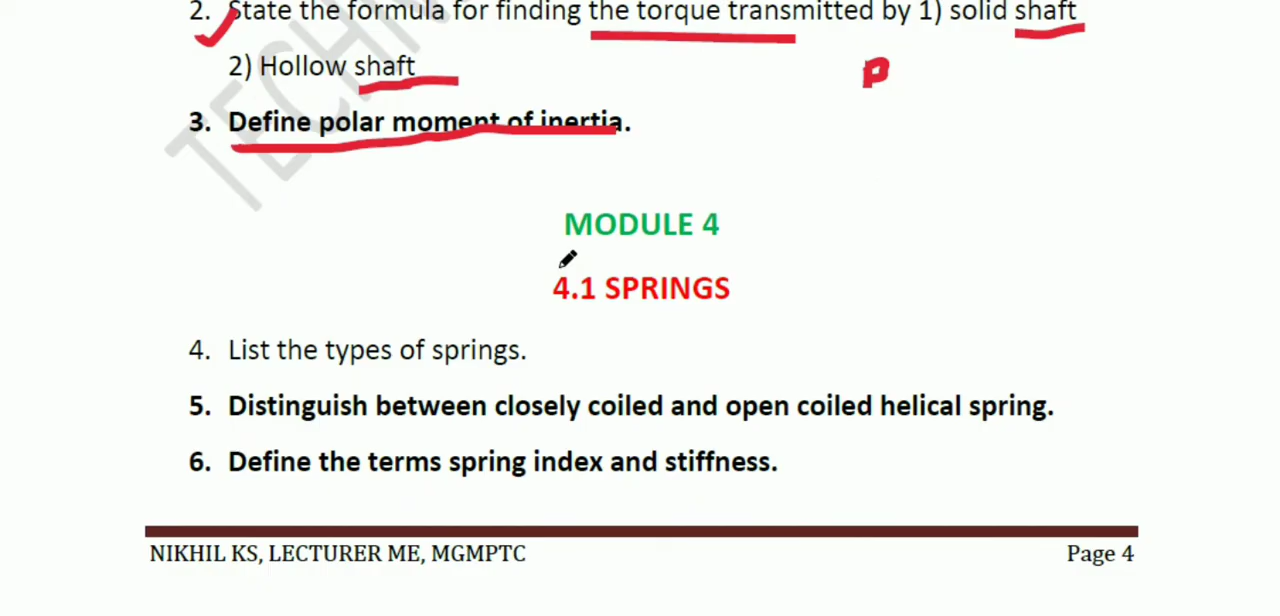 2. State the formula for finding the torque transmitted by 1) solid shaft
2) Hollow shaft
P
3. Define polar moment of inertia.
TECHN
MODULE 4
4.1 SPRINGS
4. List the types of springs.
5. Distinguish between closely coiled and open coiled helical spring.
6. Define the terms spring index and stiffness.
NIKHIL KS, LECTURER ME, MGMPTC
Page 4